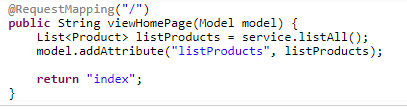 @RequestMapping("/")
public String viewHomePage(Model model) {
    List<Product> listProducts = service.listAll();
    model.addAttribute("listProducts", listProducts);

    return "index";
}